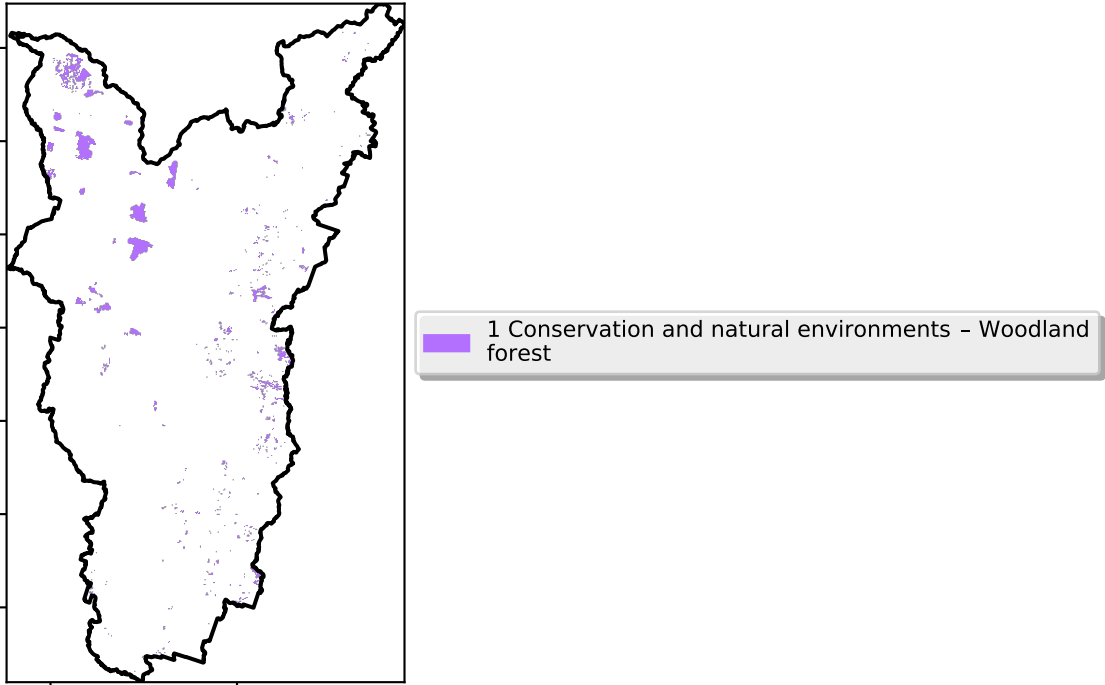 1 Conservation and natural environments – Woodland
forest